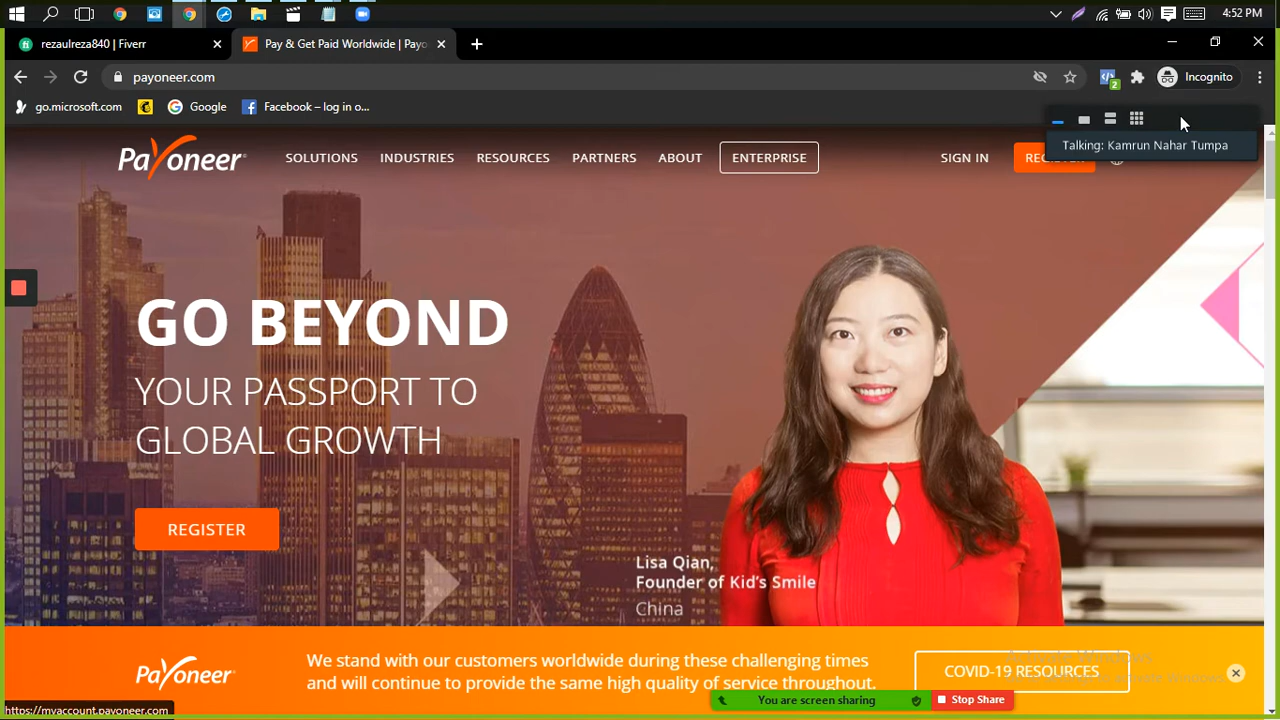 4:52 PM
rezaulreza840 | Fiverr
Pay & Get Paid Worldwide | Payo
payoneer.com
2
Incognito
go.microsoft.com
Google
Facebook – log in o...
Talking: Kamrun Nahar Tumpa
Payoneer
SOLUTIONS
INDUSTRIES
RESOURCES
PARTNERS
ABOUT
ENTERPRISE
SIGN IN
GO BEYOND
YOUR PASSPORT TO
GLOBAL GROWTH
REGISTER
Lisa Qian,
Founder of Kid's Smile
China
Payoneer
We stand with our customers worldwide during these challenging times
and will continue to provide the same high quality of service throughout.
COVID-19 RESOURCES
You are screen sharing
Stop Share
https://myaccount.payoneer.com